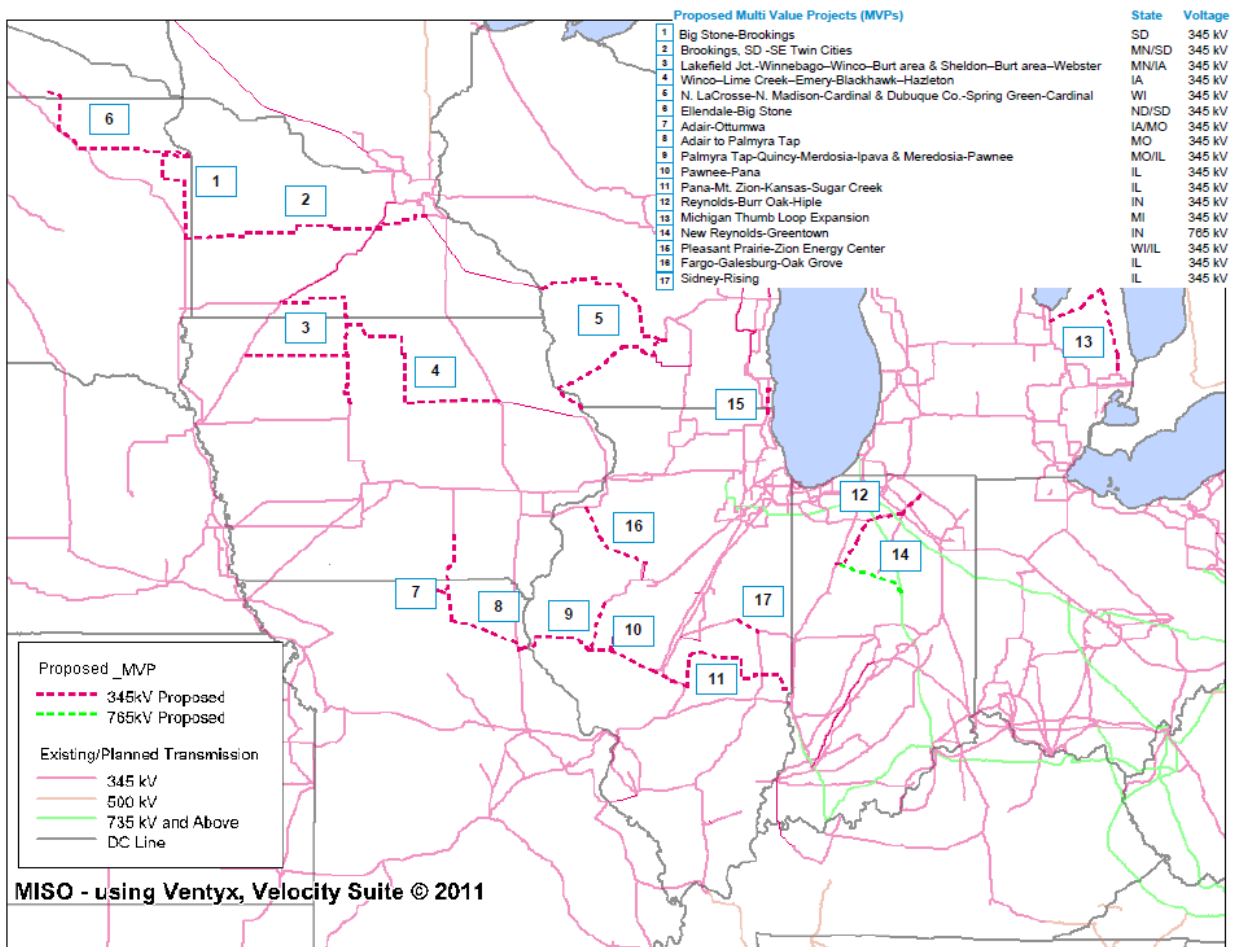 Proposed Multi Value Projects (MVPs) State Voltage
1 Big Stone-Brookings SD 345 kV
2 Brookings, SD -SE Twin Cities MN/SD 345 kV
3 Lakefield Jct.-Winnebago–Winco–Burt area & Sheldon–Burt area–Webster MN/IA 345 kV
4 Winco–Lime Creek–Emery-Blackhawk–Hazleton IA 345 kV
5 N. LaCrosse-N. Madison-Cardinal & Dubuque Co.-Spring Green-Cardinal WI 345 kV
6 Ellendale-Big Stone ND/SD 345 kV
7 Adair-Ottumwa IA/MO 345 kV
8 Adair to Palmyra Tap MO 345 kV
9 Palmyra Tap-Quincy-Merdosia-Ipava & Meredosia-Pawnee MO/IL 345 kV
10 Pawnee-Pana IL 345 kV
11 Pana-Mt. Zion-Kansas-Sugar Creek IL 345 kV
12 Reynolds-Burr Oak-Hiple IN 345 kV
13 Michigan Thumb Loop Expansion MI 345 kV
14 New Reynolds-Greentown IN 765 kV
15 Pleasant Prairie-Zion Energy Center WI/IL 345 kV
16 Fargo-Galesburg-Oak Grove IL 345 kV
17 Sidney-Rising IL 345 kV
6
1
2
3
5
13
4
15
12
16
14
7
8
9
17
10
11
Proposed _MVP
345kV Proposed
765kV Proposed
Existing/Planned Transmission
345 kV
500 kV
735 kV and Above
DC Line
MISO - using Ventyx, Velocity Suite © 2011